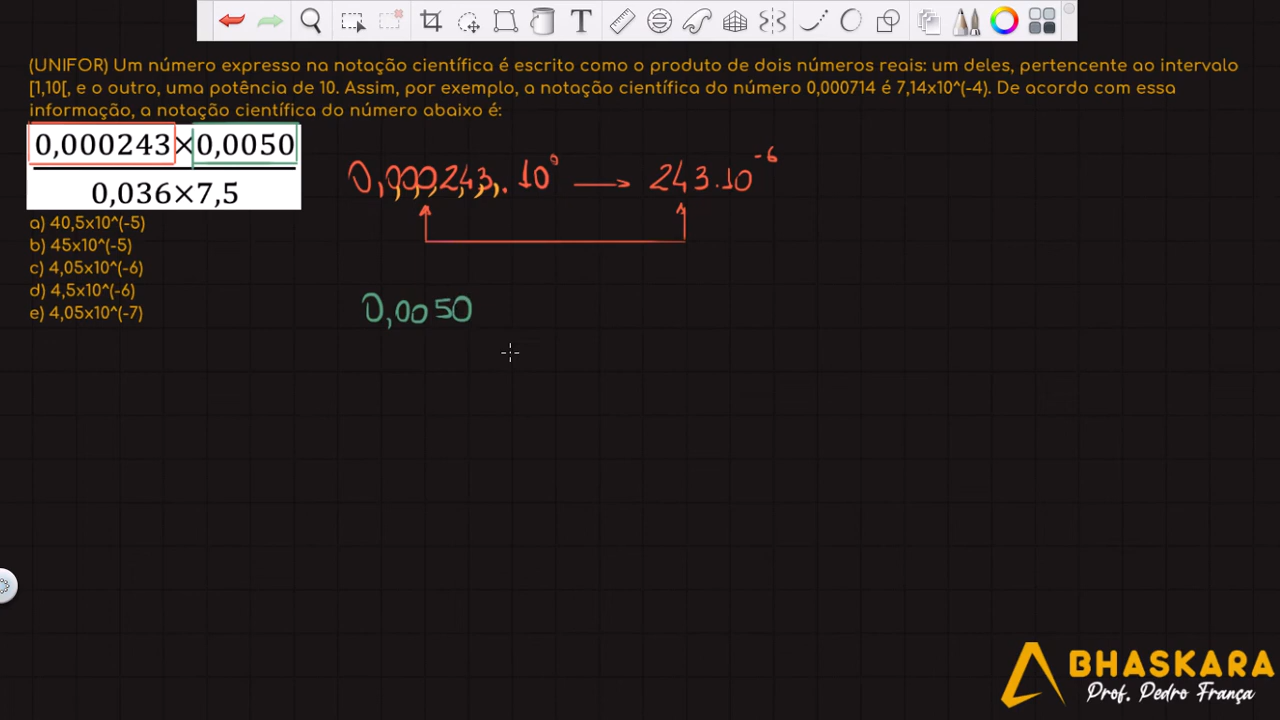 (UNIFOR) Um número expresso na notação científica é escrito como o produto de dois números reais: um deles, pertencente ao intervalo
[1,10[, e o outro, uma potência de 10. Assim, por exemplo, a notação científica do número 0,000714 é 7,14x10^(-4). De acordo com essa
informação, a notação científica do número abaixo é:
0,000243×0,0050
0,036×7,5
0,000243,. 10⁰ → 243.10⁻⁶
a) 40,5x10^(-5)
b) 45x10^(-5)
c) 4,05x10^(-6)
d) 4,5x10^(-6)
e) 4,05x10^(-7)
0,0050
BHASKARA
Prof. Pedro França